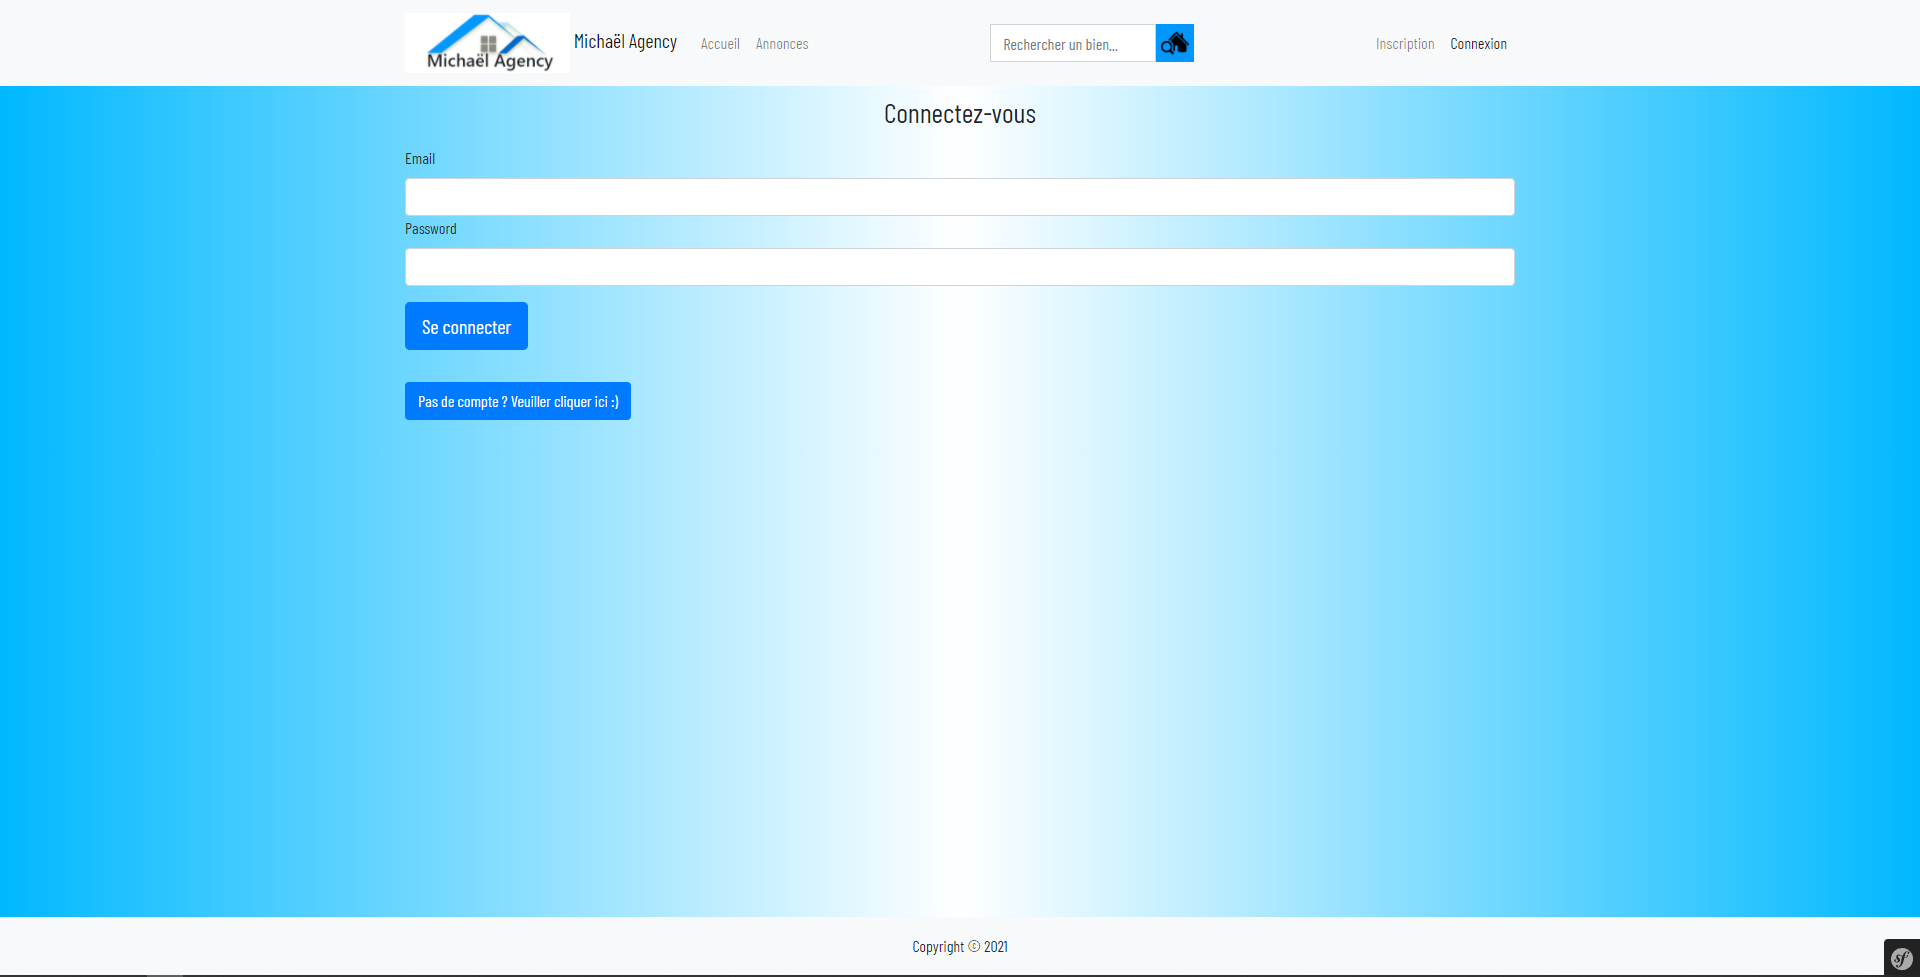 Michaël Agency
Michaël Agency
Accueil
Annonces
Rechercher un bien...
Inscription
Connexion
Connectez-vous
Email
Password
Se connecter
Pas de compte ? Veuiller cliquer ici :)
Copyright © 2021
sf